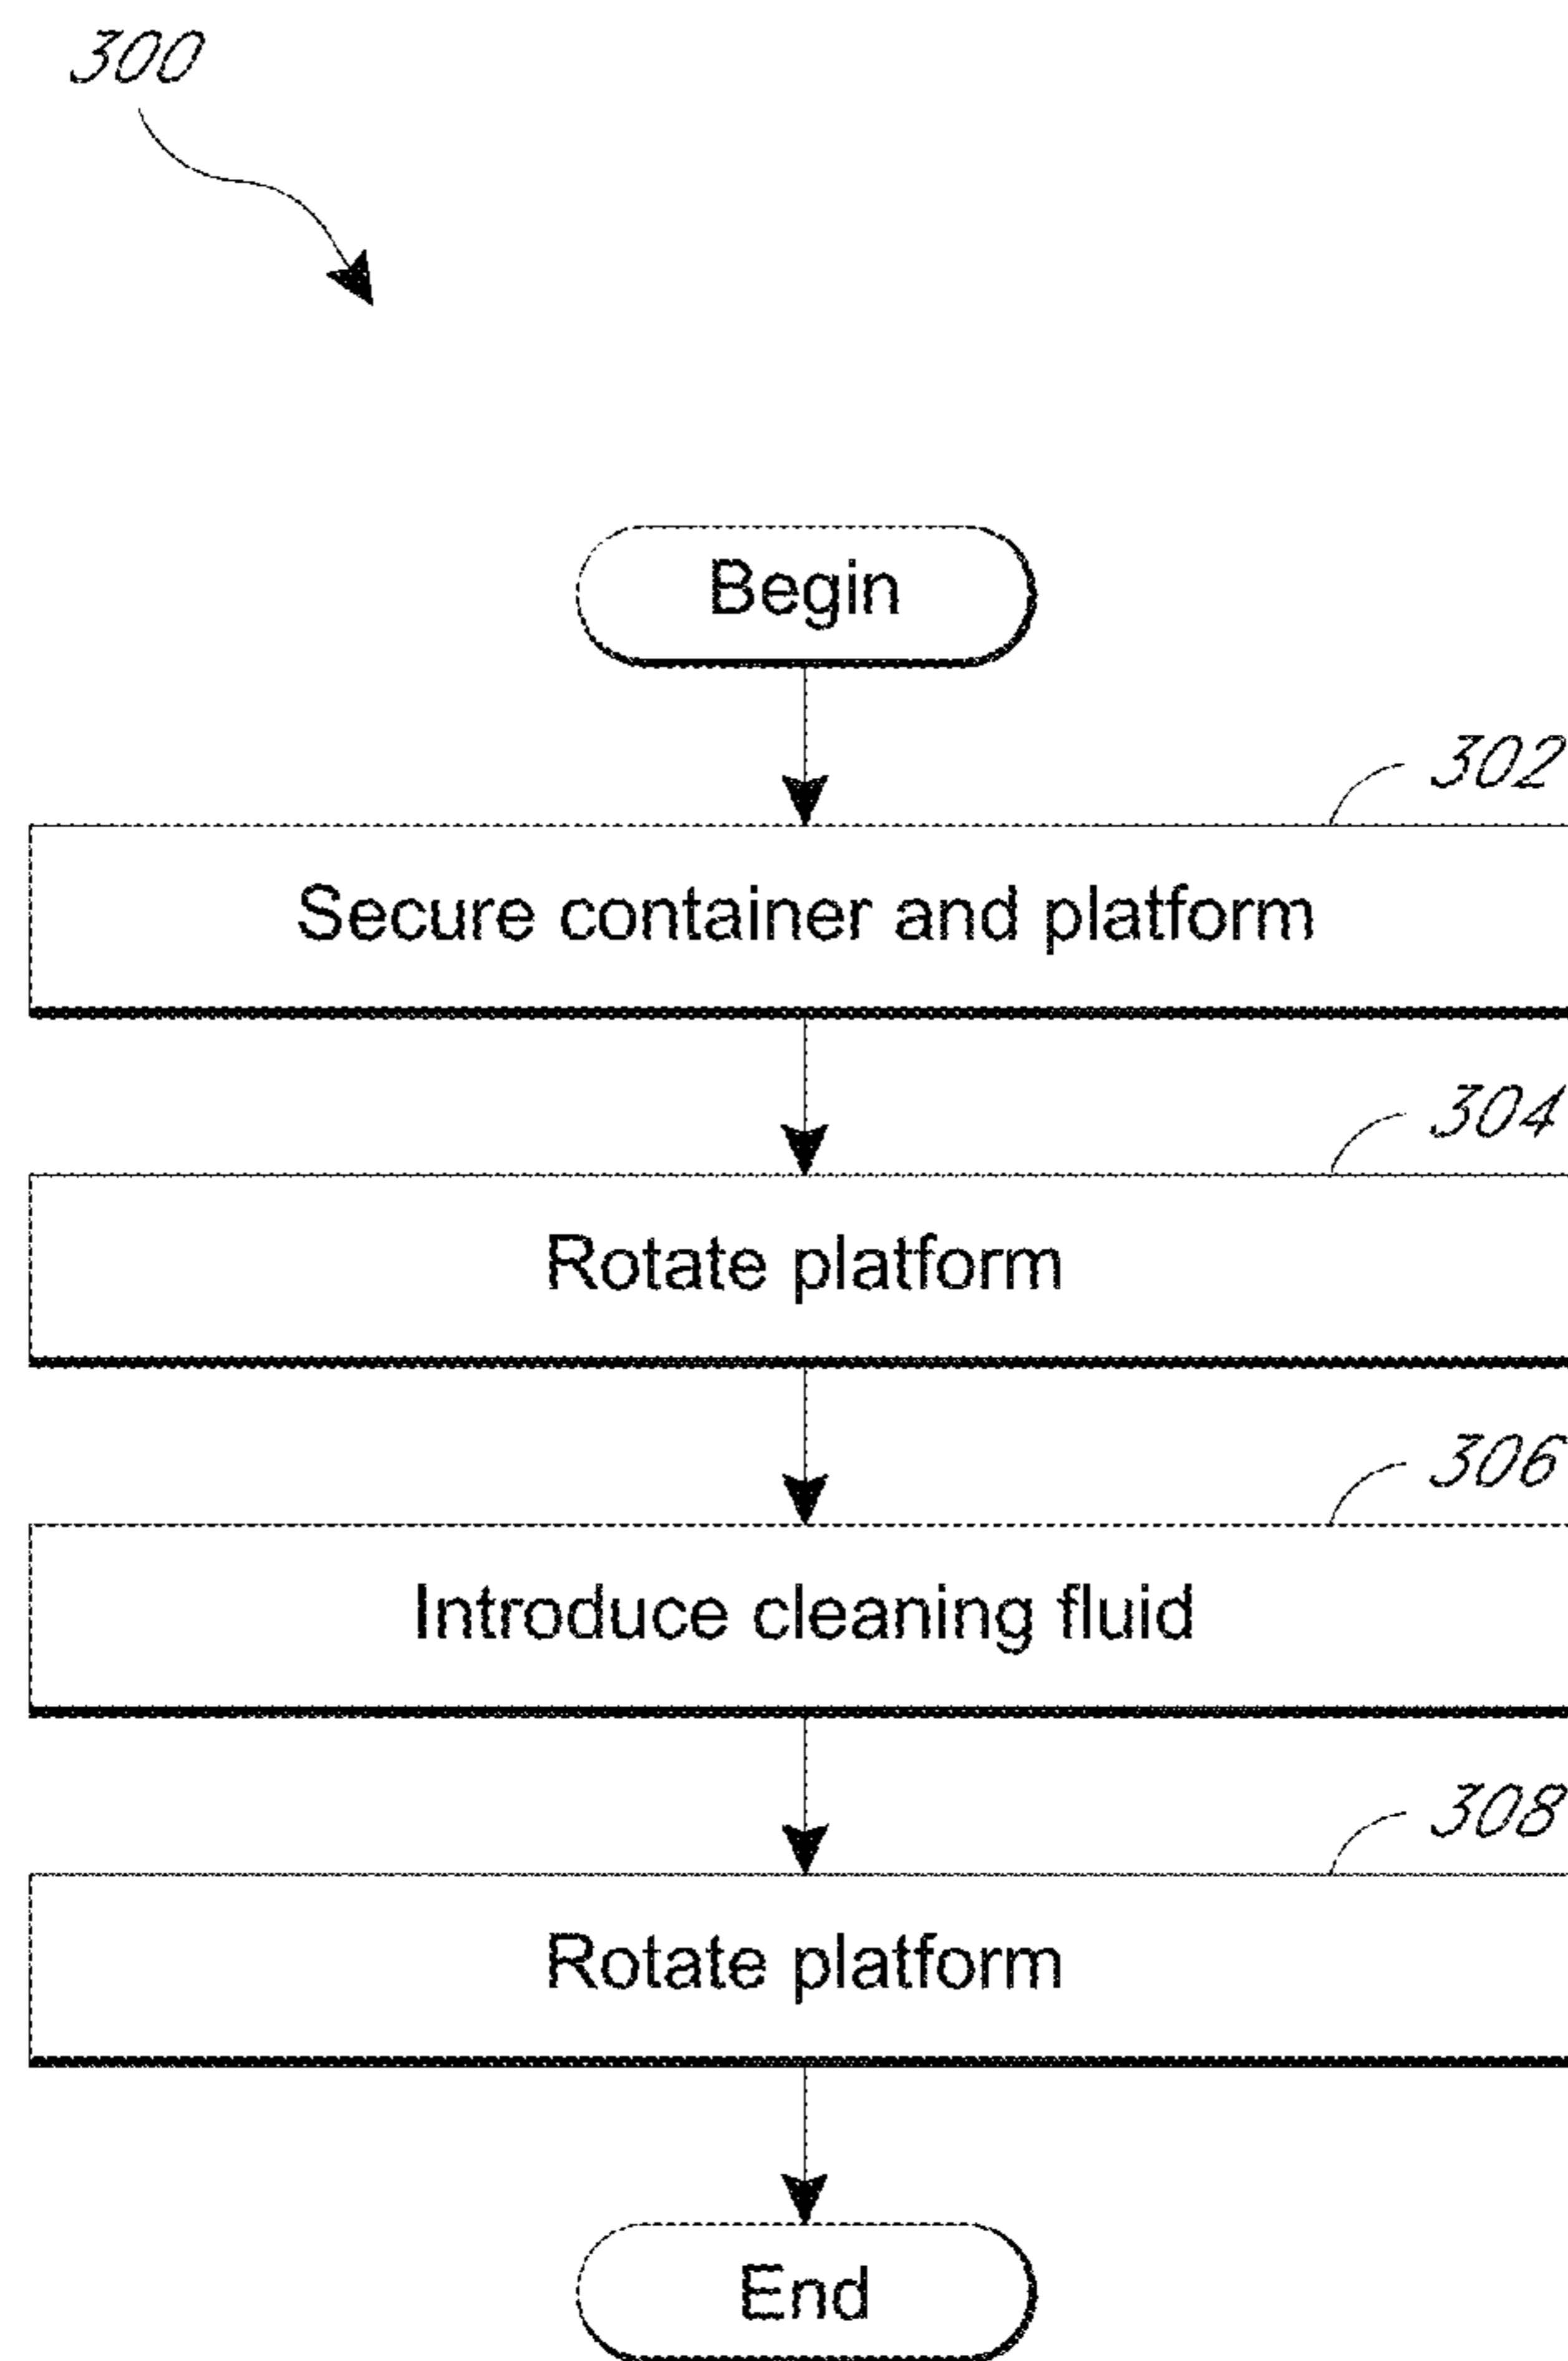 300
Begin
302
Secure container and platform
304
Rotate platform
306
Introduce cleaning fluid
308
Rotate platform
End